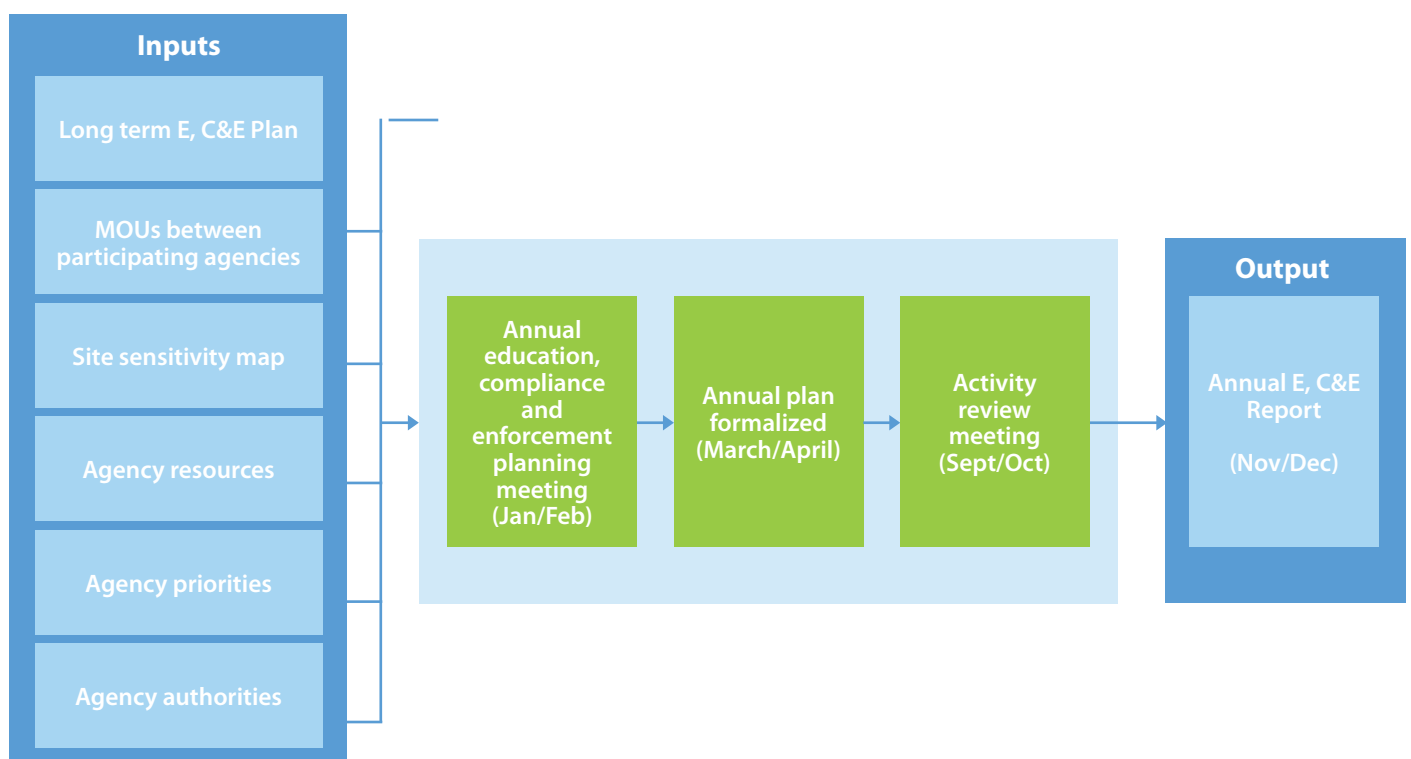 Inputs
Long term E, C&E Plan
MOUs between
participating agencies
Site sensitivity map
Agency resources
Agency priorities
Agency authorities
Annual
education,
compliance
and
enforcement
planning
meeting
(Jan/Feb)
Annual plan
formalized
(March/April)
Activity
review
meeting
(Sept/Oct)
Output
Annual E, C&E
Report
(Nov/Dec)